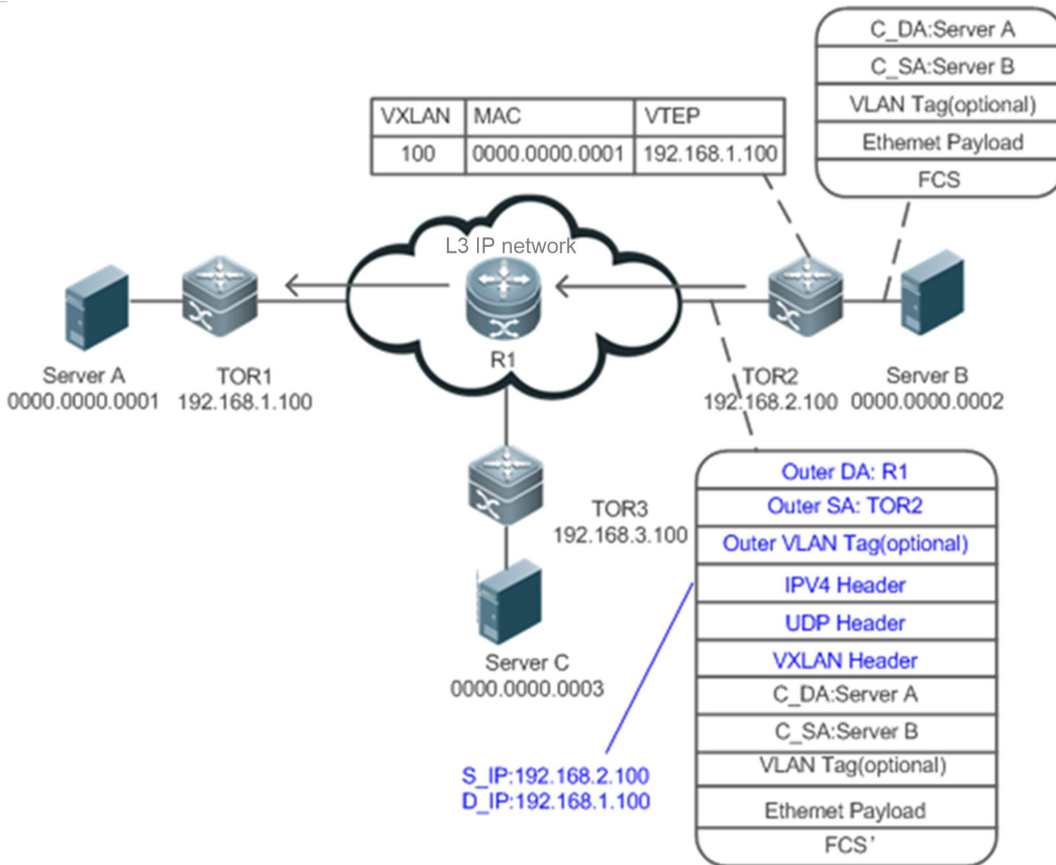 C_DA:Server A
C_SA:Server B
VLAN Tag(optional)
Ethemet Payload
FCS
VXLAN MAC VTEP
100 0000.0000.0001 192.168.1.100
L3 IP network
R1
Server A
0000.0000.0001
TOR1
192.168.1.100
TOR2
192.168.2.100
Server B
0000.0000.0002
TOR3
192.168.3.100
Server C
0000.0000.0003
Outer DA: R1
Outer SA: TOR2
Outer VLAN Tag(optional)
IPV4 Header
UDP Header
VXLAN Header
C_DA:Server A
C_SA:Server B
VLAN Tag(optional)
Ethemet Payload
FCS'
S_IP:192.168.2.100
D_IP:192.168.1.100